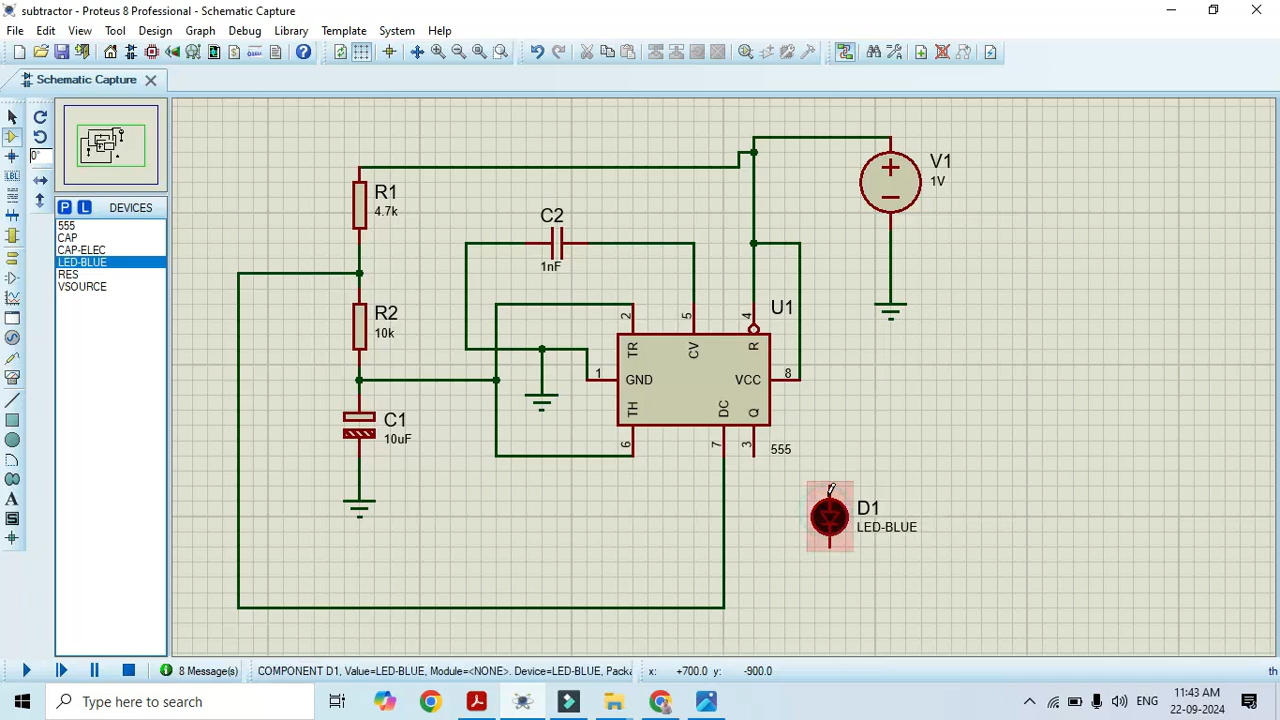 subtractor - Proteus 8 Professional - Schematic Capture
File Edit View Tool Design Graph Debug Library Template System Help
Schematic Capture
0°
P L DEVICES
555
CAP
CAP-ELEC
LED-BLUE
RES
VSOURCE
LBL
A
S
R1
4.7k
R2
10k
C1
10uF
C2
1nF
V1
1V
U1
2
5
4
TR
CV
R
1
GND
VCC
8
TH
DC
Q
6
7
3
555
D1
LED-BLUE
8 Message(s)
COMPONENT D1, Value=LED-BLUE, Module=<NONE>. Device=LED-BLUE, Packa
x: +700.0 y: -900.0
th
Type here to search
ENG
11:43 AM
22-09-2024